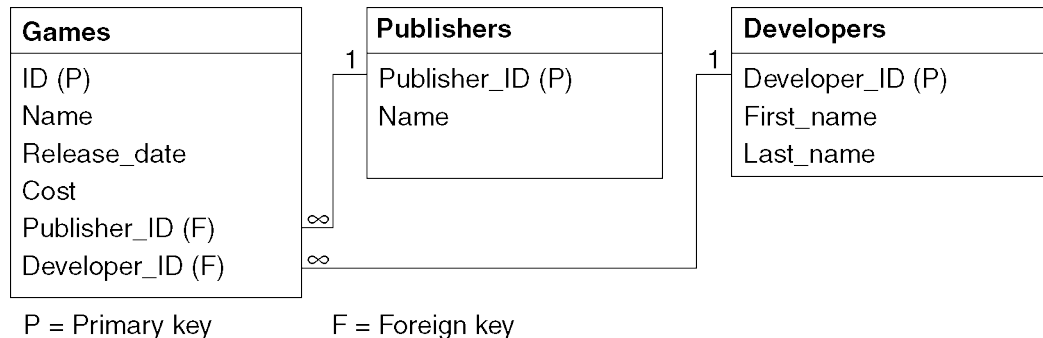 Games
ID (P)
Name
Release_date
Cost
Publisher_ID (F)
Developer_ID (F)
Publishers
Publisher_ID (P)
Name
Developers
Developer_ID (P)
First_name
Last_name
1
∞
1
∞
P = Primary key
F = Foreign key